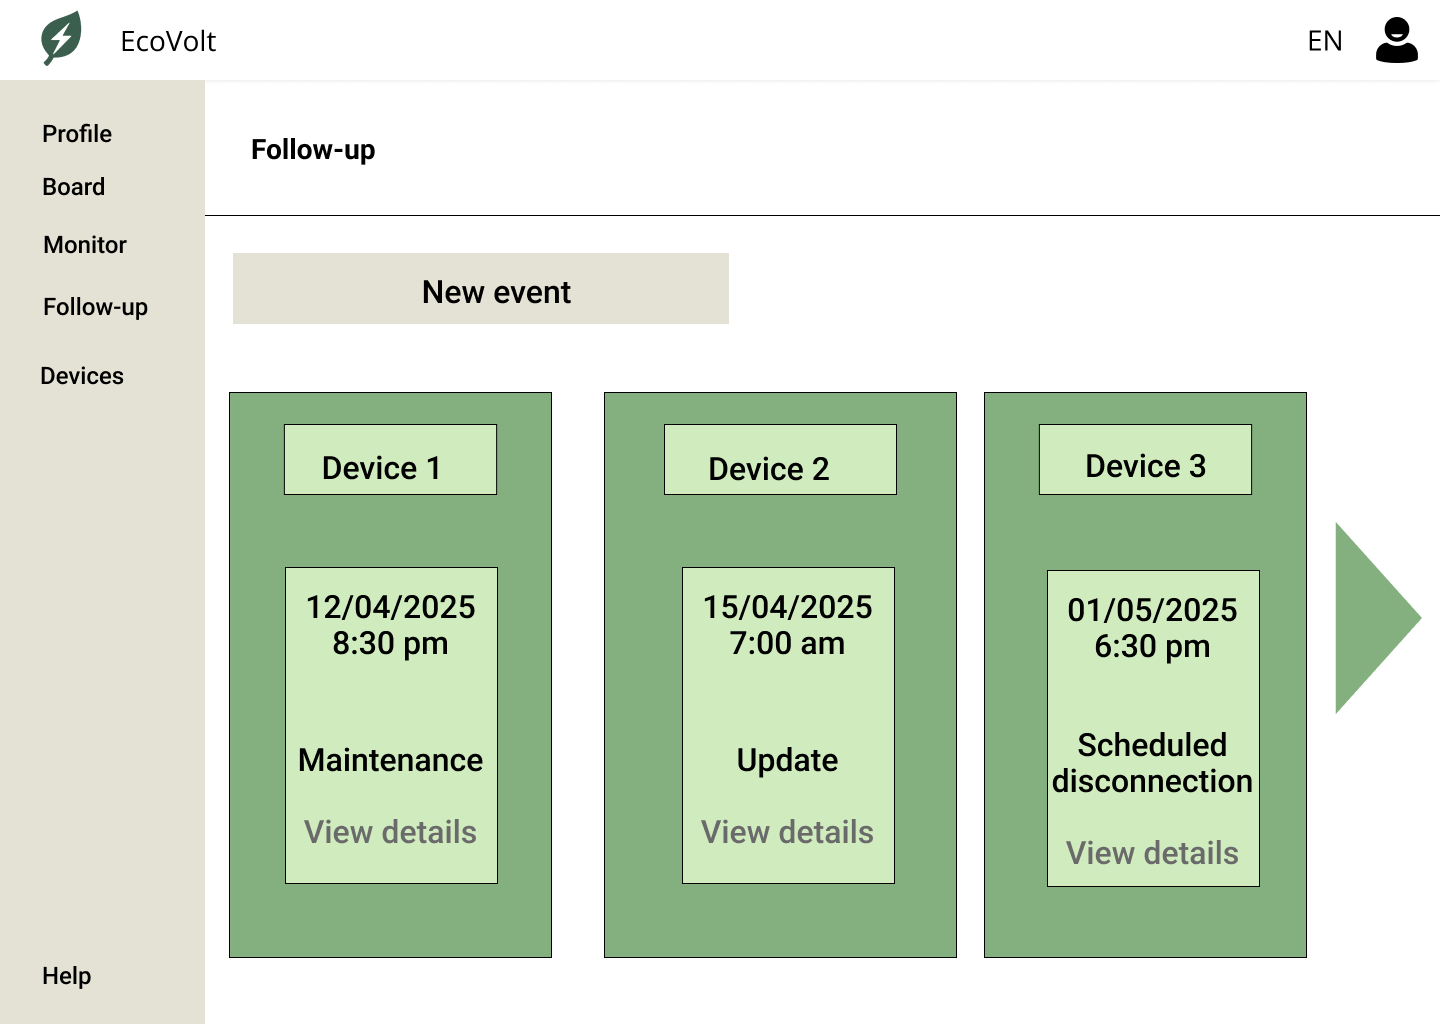 EcoVolt
EN
Profile
Board
Monitor
Follow-up
Devices
Help
Follow-up
New event
Device 1
12/04/2025
8:30 pm
Maintenance
View details
Device 2
15/04/2025
7:00 am
Update
View details
Device 3
01/05/2025
6:30 pm
Scheduled
disconnection
View details